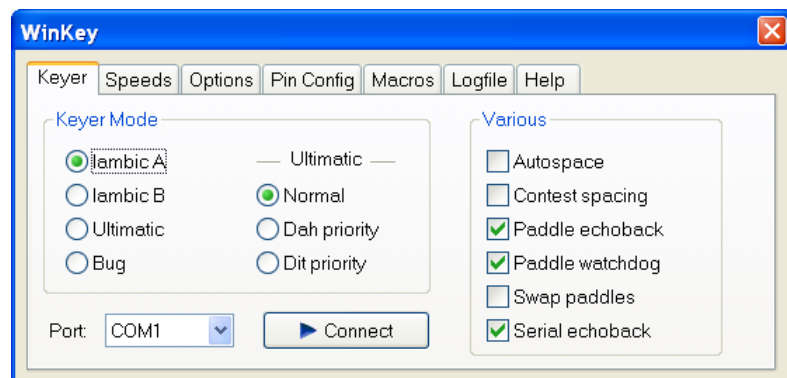 WinKey
Keyer Speeds Options Pin Config Macros Logfile Help
Keyer Mode
Iambic A
Iambic B
Ultimatic
Bug
Ultimatic
Normal
Dah priority
Dit priority
Port: COM1
Connect
Various
Autospace
Contest spacing
Paddle echoback
Paddle watchdog
Swap paddles
Serial echoback